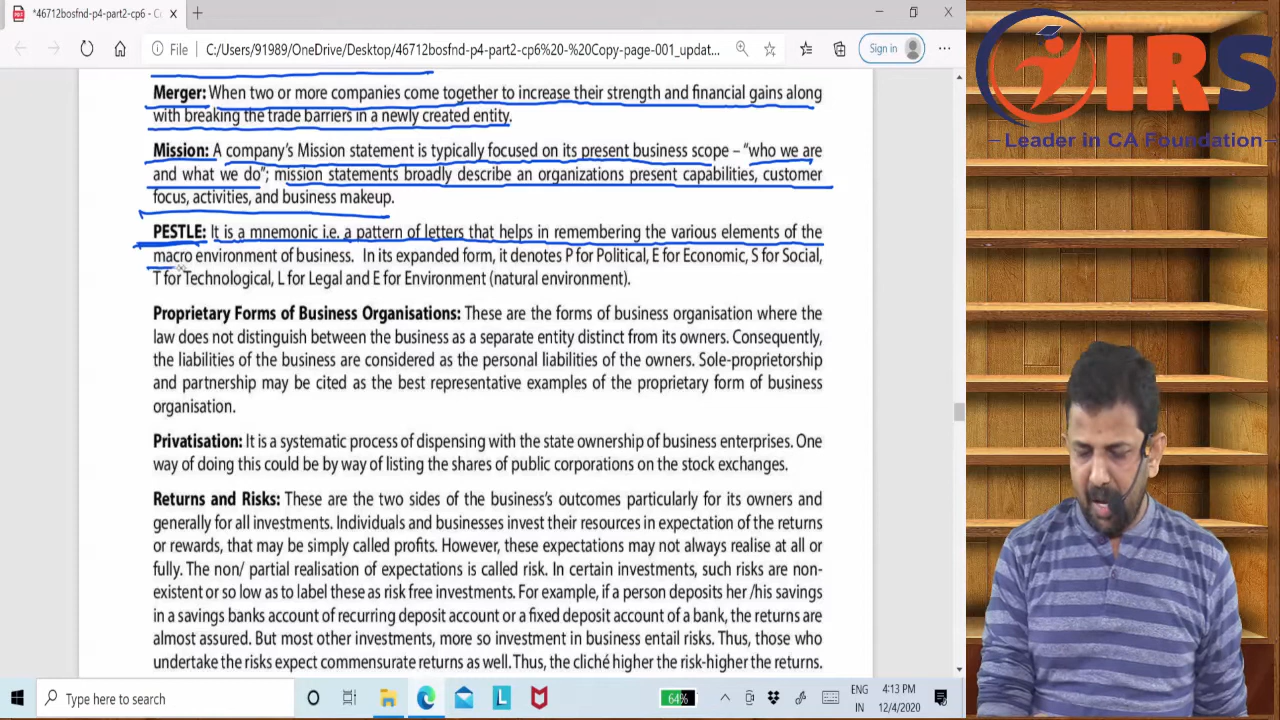 *46712bosfnd-p4-part2-cp6 - C
File
C:/Users/91989/OneDrive/Desktop/46712bosfnd-p4-part2-cp6%20-%20Copy-page-001_updat...
Sign in
IRS
Leader in CA Foundation
Merger: When two or more companies come together to increase their strength and financial gains along
with breaking the trade barriers in a newly created entity.
Mission: A company's Mission statement is typically focused on its present business scope – "who we are
and what we do"; mission statements broadly describe an organizations present capabilities, customer
focus, activities, and business makeup.
PESTLE: It is a mnemonic i.e. a pattern of letters that helps in remembering the various elements of the
macro environment of business. In its expanded form, it denotes P for Political, E for Economic, S for Social,
T for Technological, L for Legal and E for Environment (natural environment).
Proprietary Forms of Business Organisations: These are the forms of business organisation where the
law does not distinguish between the business as a separate entity distinct from its owners. Consequently,
the liabilities of the business are considered as the personal liabilities of the owners. Sole-proprietorship
and partnership may be cited as the best representative examples of the proprietary form of business
organisation.
Privatisation: It is a systematic process of dispensing with the state ownership of business enterprises. One
way of doing this could be by way of listing the shares of public corporations on the stock exchanges.
Returns and Risks: These are the two sides of the business's outcomes particularly for its owners and
generally for all investments. Individuals and businesses invest their resources in expectation of the returns
or rewards, that may be simply called profits. However, these expectations may not always realise at all or
fully. The non/ partial realisation of expectations is called risk. In certain investments, such risks are non-
existent or so low as to label these as risk free investments. For example, if a person deposits her /his savings
in a savings banks account of recurring deposit account or a fixed deposit account of a bank, the returns are
almost assured. But most other investments, more so investment in business entail risks. Thus, those who
undertake the risks expect commensurate returns as well. Thus, the cliché higher the risk-higher the returns.
Type here to search
64%
ENG
IN
4:13 PM
12/4/2020